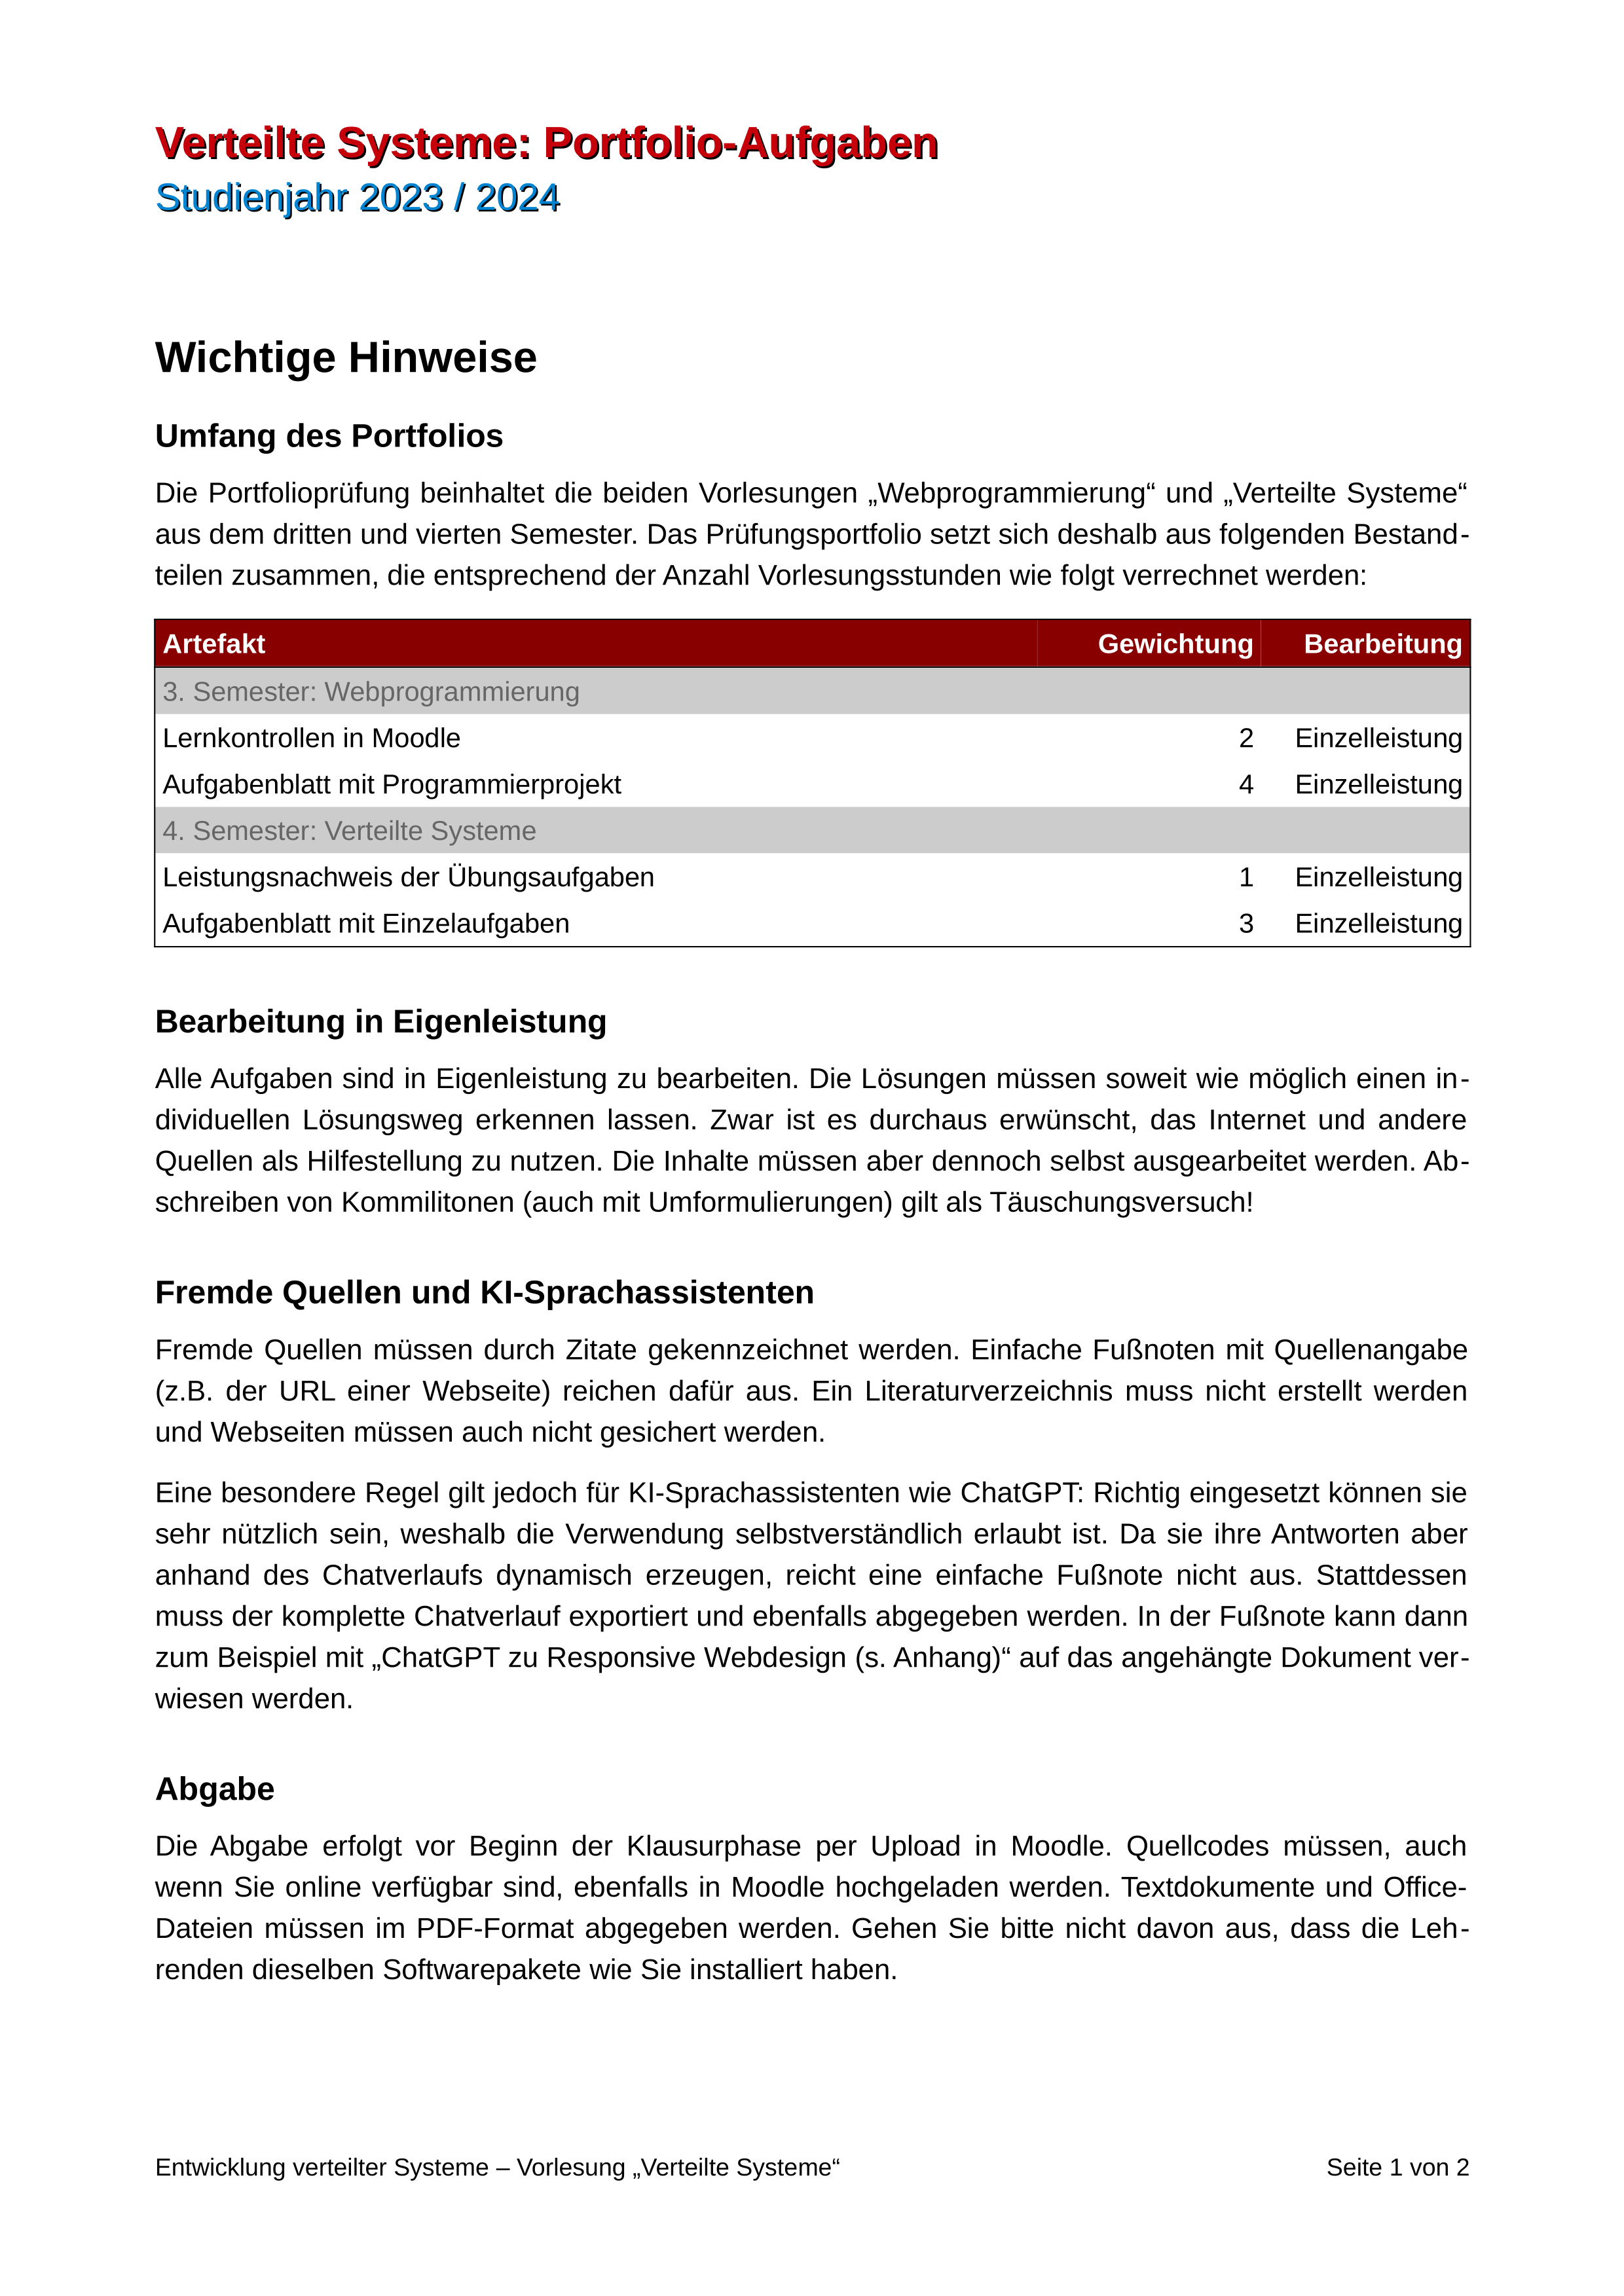 Verteilte Systeme: Portfolio-Aufgaben
Studienjahr 2023 / 2024
Wichtige Hinweise
Umfang des Portfolios
Die Portfolioprüfung beinhaltet die beiden Vorlesungen „Webprogrammierung“ und „Verteilte Systeme“
aus dem dritten und vierten Semester. Das Prüfungsportfolio setzt sich deshalb aus folgenden Bestand-
teilen zusammen, die entsprechend der Anzahl Vorlesungsstunden wie folgt verrechnet werden:
Artefakt Gewichtung Bearbeitung
3. Semester: Webprogrammierung
Lernkontrollen in Moodle 2 Einzelleistung
Aufgabenblatt mit Programmierprojekt 4 Einzelleistung
4. Semester: Verteilte Systeme
Leistungsnachweis der Übungsaufgaben 1 Einzelleistung
Aufgabenblatt mit Einzelaufgaben 3 Einzelleistung
Bearbeitung in Eigenleistung
Alle Aufgaben sind in Eigenleistung zu bearbeiten. Die Lösungen müssen soweit wie möglich einen in-
dividuellen Lösungsweg erkennen lassen. Zwar ist es durchaus erwünscht, das Internet und andere
Quellen als Hilfestellung zu nutzen. Die Inhalte müssen aber dennoch selbst ausgearbeitet werden. Ab-
schreiben von Kommilitonen (auch mit Umformulierungen) gilt als Täuschungsversuch!
Fremde Quellen und KI-Sprachassistenten
Fremde Quellen müssen durch Zitate gekennzeichnet werden. Einfache Fußnoten mit Quellenangabe
(z.B. der URL einer Webseite) reichen dafür aus. Ein Literaturverzeichnis muss nicht erstellt werden
und Webseiten müssen auch nicht gesichert werden.
Eine besondere Regel gilt jedoch für KI-Sprachassistenten wie ChatGPT: Richtig eingesetzt können sie
sehr nützlich sein, weshalb die Verwendung selbstverständlich erlaubt ist. Da sie ihre Antworten aber
anhand des Chatverlaufs dynamisch erzeugen, reicht eine einfache Fußnote nicht aus. Stattdessen
muss der komplette Chatverlauf exportiert und ebenfalls abgegeben werden. In der Fußnote kann dann
zum Beispiel mit „ChatGPT zu Responsive Webdesign (s. Anhang)“ auf das angehängte Dokument ver-
wiesen werden.
Abgabe
Die Abgabe erfolgt vor Beginn der Klausurphase per Upload in Moodle. Quellcodes müssen, auch
wenn Sie online verfügbar sind, ebenfalls in Moodle hochgeladen werden. Textdokumente und Office-
Dateien müssen im PDF-Format abgegeben werden. Gehen Sie bitte nicht davon aus, dass die Leh-
renden dieselben Softwarepakete wie Sie installiert haben.
Entwicklung verteilter Systeme – Vorlesung „Verteilte Systeme“ Seite 1 von 2